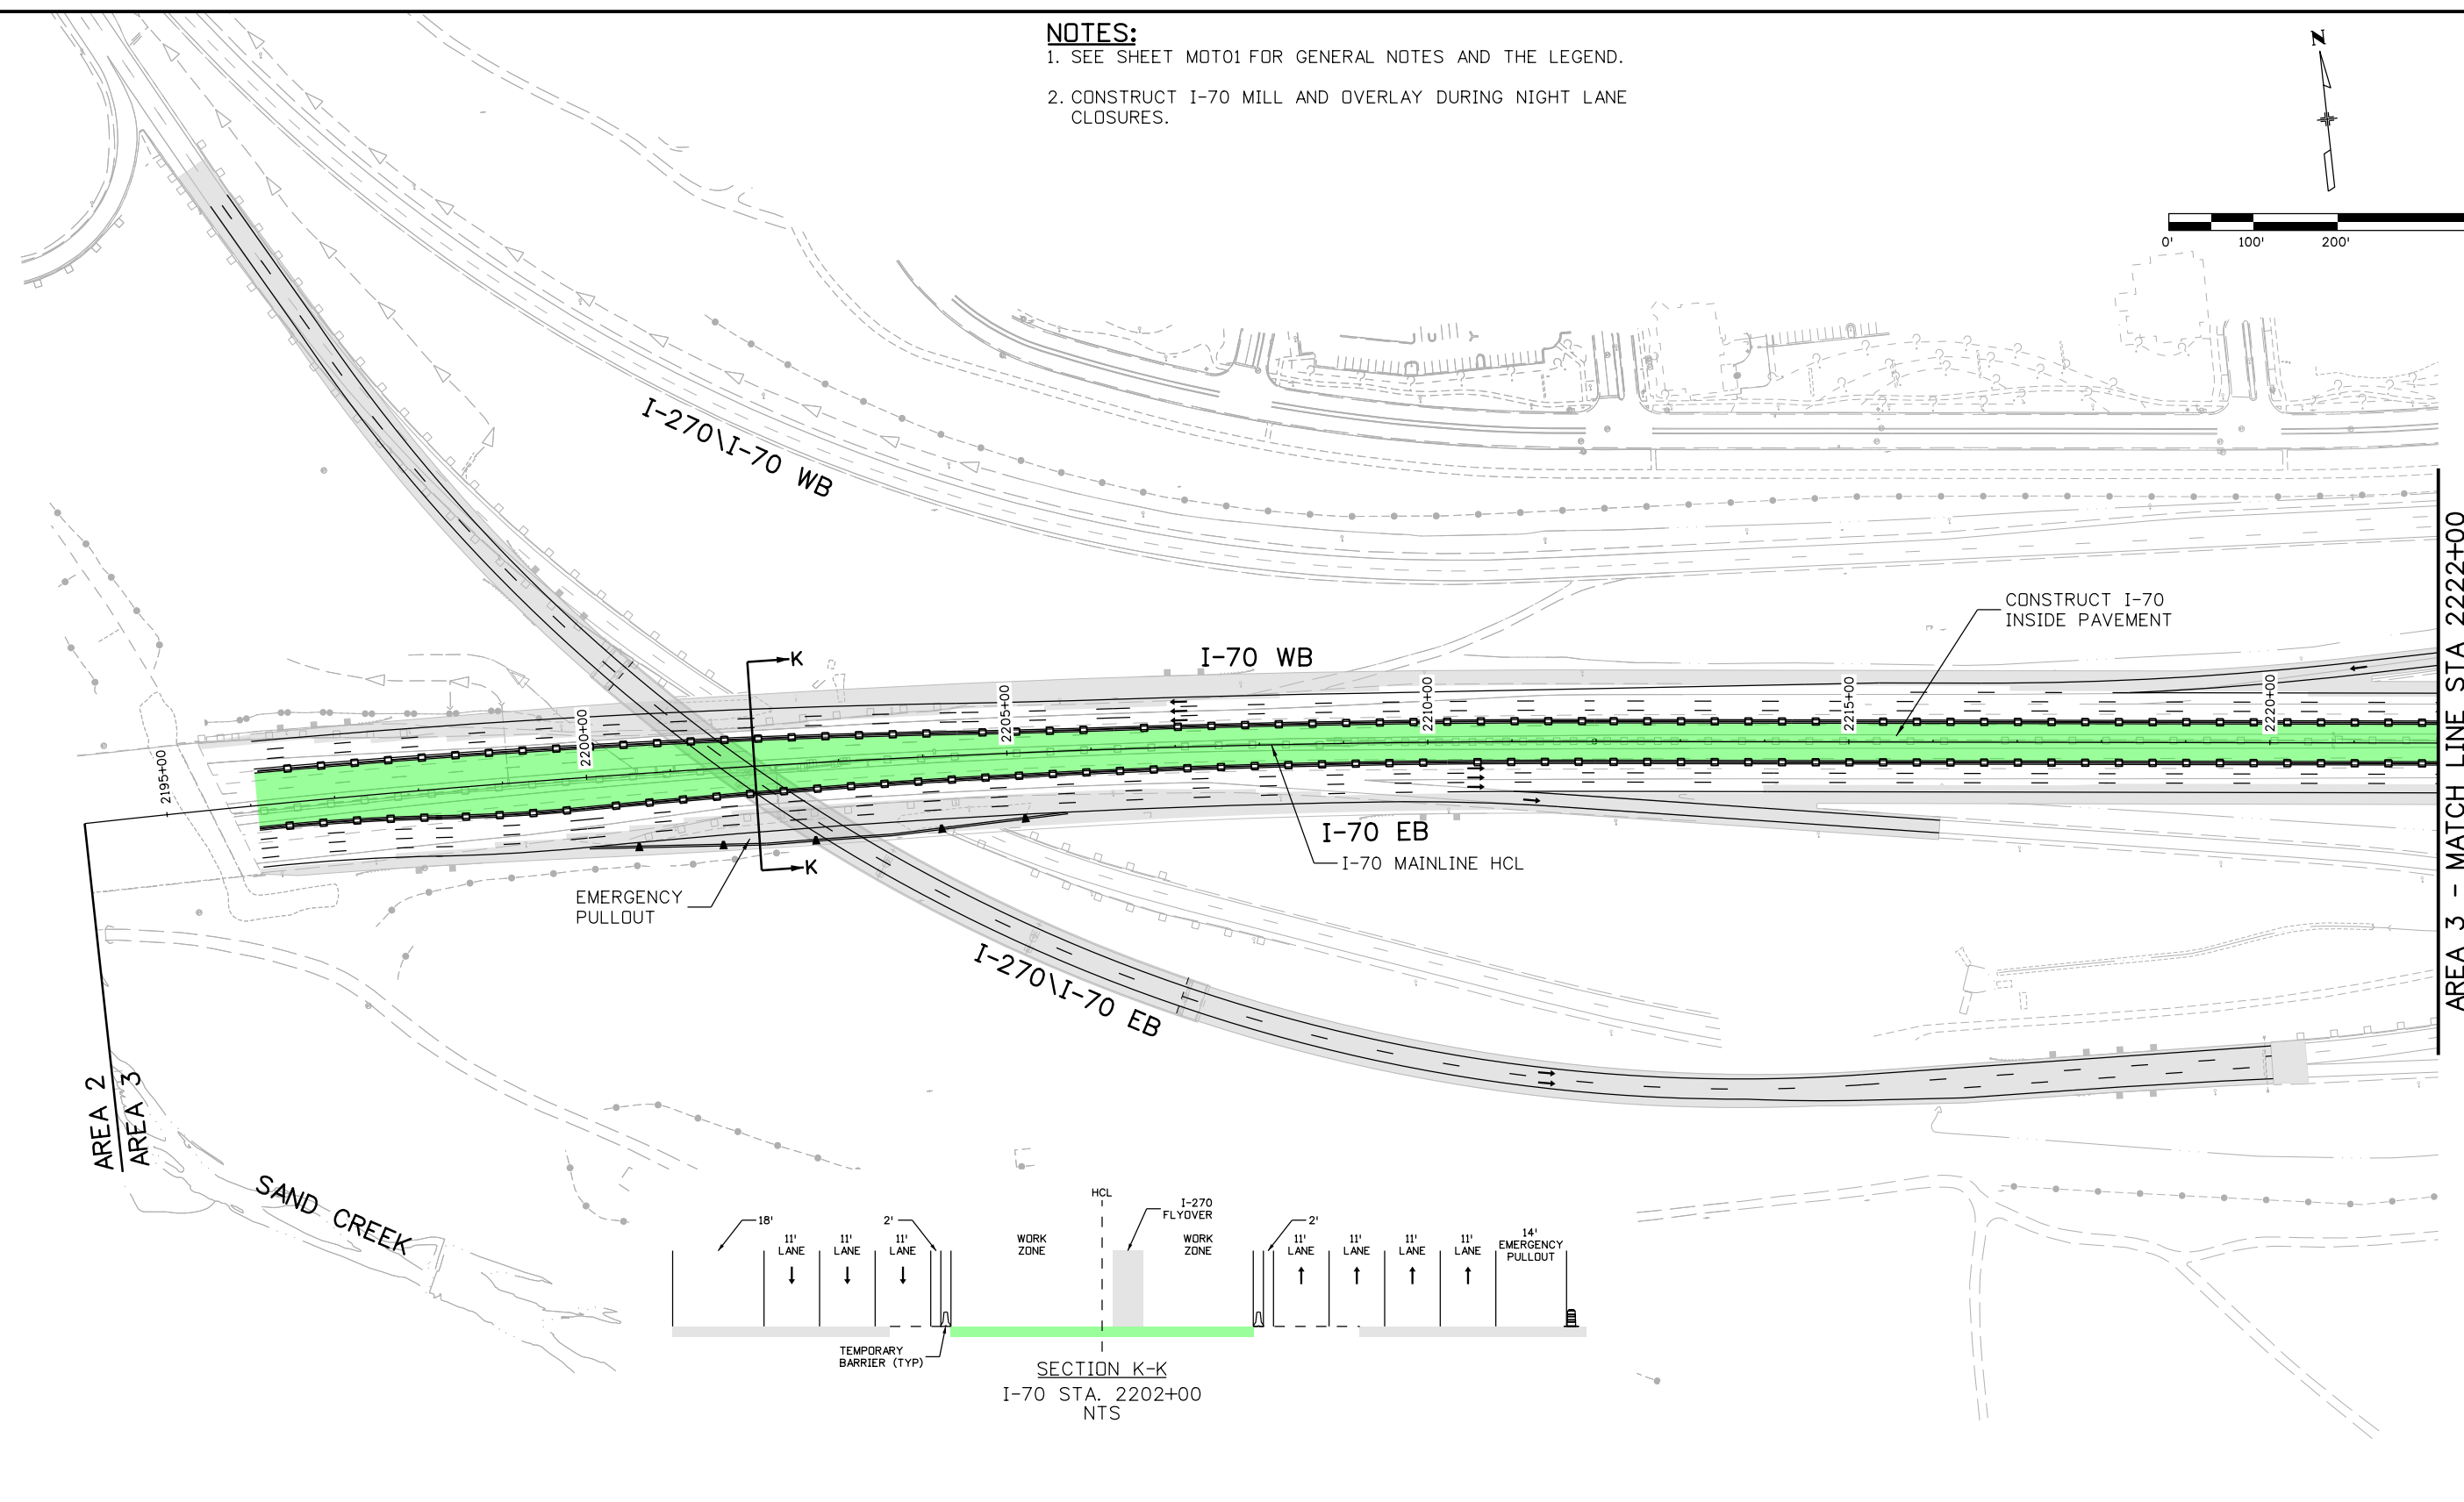 NOTES:
1. SEE SHEET MOT01 FOR GENERAL NOTES AND THE LEGEND.
2. CONSTRUCT I-70 MILL AND OVERLAY DURING NIGHT LANE
CLOSURES.
N
0' 100' 200'
I-270\I-70 WB
CONSTRUCT I-70
INSIDE PAVEMENT
I-70 WB
K
2195+00
2200+00
2205+00
2210+00
2215+00
2220+00
AREA 3 - MATCH LINE STA 2222+00
I-70 EB
I-70 MAINLINE HCL
K
EMERGENCY
PULLOUT
I-270\I-70 EB
AREA 2
AREA 3
SAND CREEK
HCL
I-270
FLYOVER
18'
2'
2'
11'
LANE
11'
LANE
11'
LANE
WORK
ZONE
WORK
ZONE
11'
LANE
11'
LANE
11'
LANE
11'
LANE
14'
EMERGENCY
PULLOUT
TEMPORARY
BARRIER (TYP)
SECTION K-K
I-70 STA. 2202+00
NTS